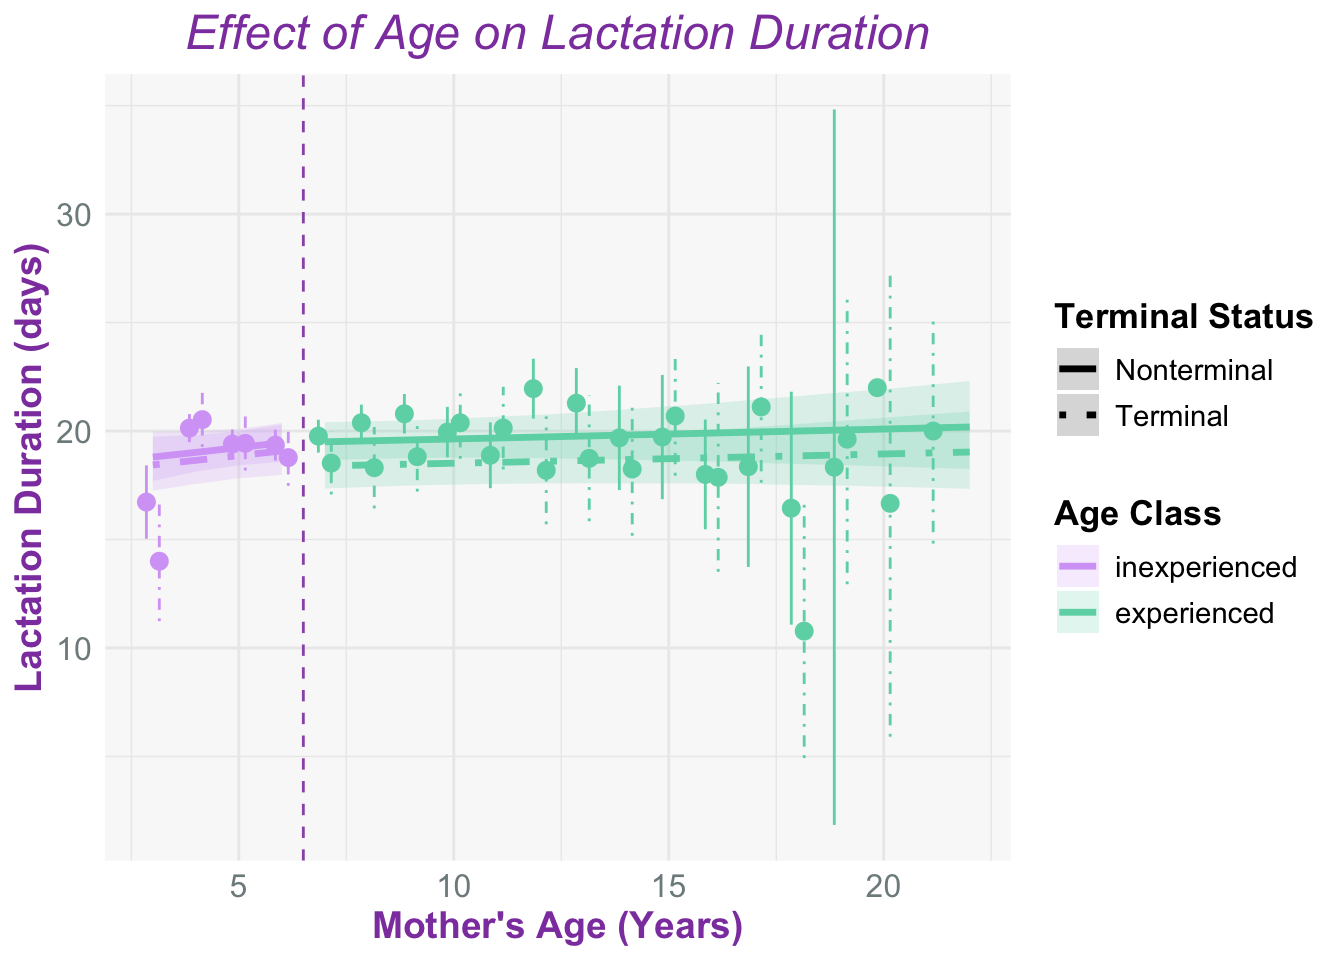 Effect of Age on Lactation Duration
Lactation Duration (days)
30
20
10
5
10
15
20
Mother's Age (Years)
Terminal Status
Nonterminal
Terminal
Age Class
inexperienced
experienced